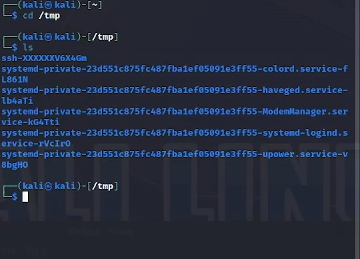 ┌──(kali㉿kali)-[~]
└─$ cd /tmp
┌──(kali㉿kali)-[/tmp]
└─$ ls
ssh-XXXXXXV6X4Gm
systemd-private-23d551c875fc487fba1ef05091e3ff55-colord.service-f
L861N
systemd-private-23d551c875fc487fba1ef05091e3ff55-haveged.service-
lb4aTi
systemd-private-23d551c875fc487fba1ef05091e3ff55-ModemManager.ser
vice-kG4Tti
systemd-private-23d551c875fc487fba1ef05091e3ff55-systemd-logind.s
ervice-rVcIrO
systemd-private-23d551c875fc487fba1ef05091e3ff55-upower.service-v
8bgHO
┌──(kali㉿kali)-[/tmp]
└─$